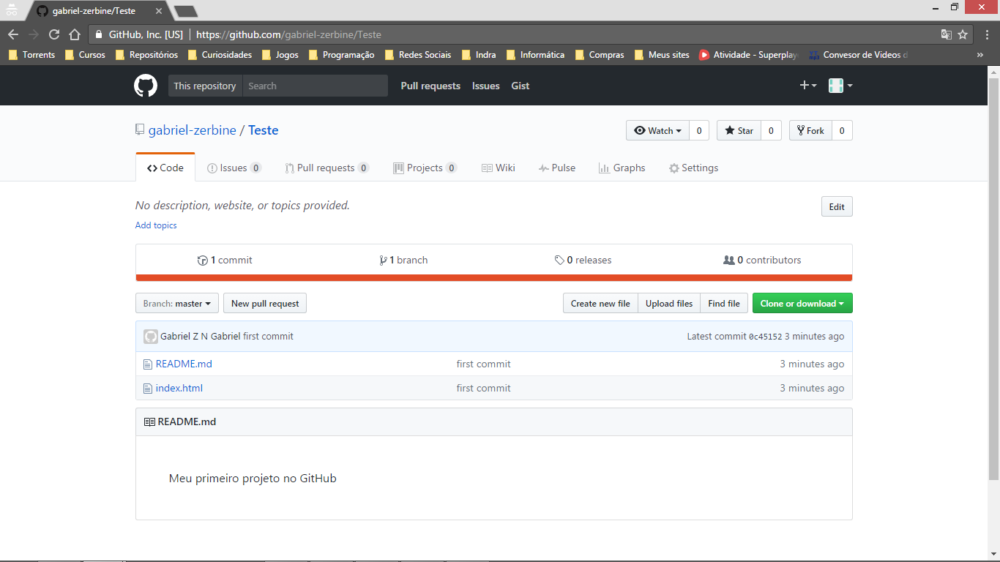 gabriel-zerbine/Teste
GitHub, Inc. [US] https://github.com/gabriel-zerbine/Teste
Torrents Cursos Repositórios Curiosidades Jogos Programação Redes Sociais Indra Informática Compras Meus sites Atividade - Superplay Convesor de Videos d »
This repository Search Pull requests Issues Gist
gabriel-zerbine / Teste Watch 0 Star 0 Fork 0
Code Issues 0 Pull requests 0 Projects 0 Wiki Pulse Graphs Settings
No description, website, or topics provided. Edit
Add topics
1 commit 1 branch 0 releases 0 contributors
Branch: master New pull request Create new file Upload files Find file Clone or download
Gabriel Z N Gabriel first commit Latest commit 0c45152 3 minutes ago
README.md first commit 3 minutes ago
index.html first commit 3 minutes ago
README.md
Meu primeiro projeto no GitHub